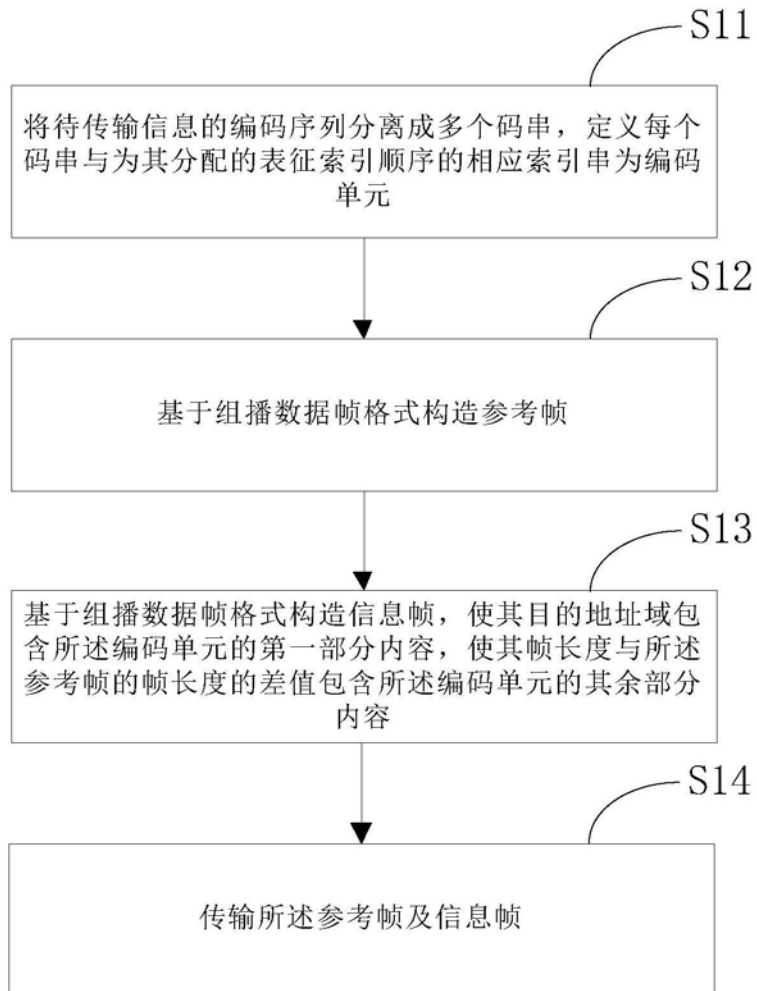 S11
将待传输信息的编码序列分离成多个码串，定义每个
码串与为其分配的表征索引顺序的相应索引串为编码
单元
S12
基于组播数据帧格式构造参考帧
S13
基于组播数据帧格式构造信息帧，使其目的地址域包
含所述编码单元的第一部分内容，使其帧长度与所述
参考帧的帧长度的差值包含所述编码单元的其余部分
内容
S14
传输所述参考帧及信息帧